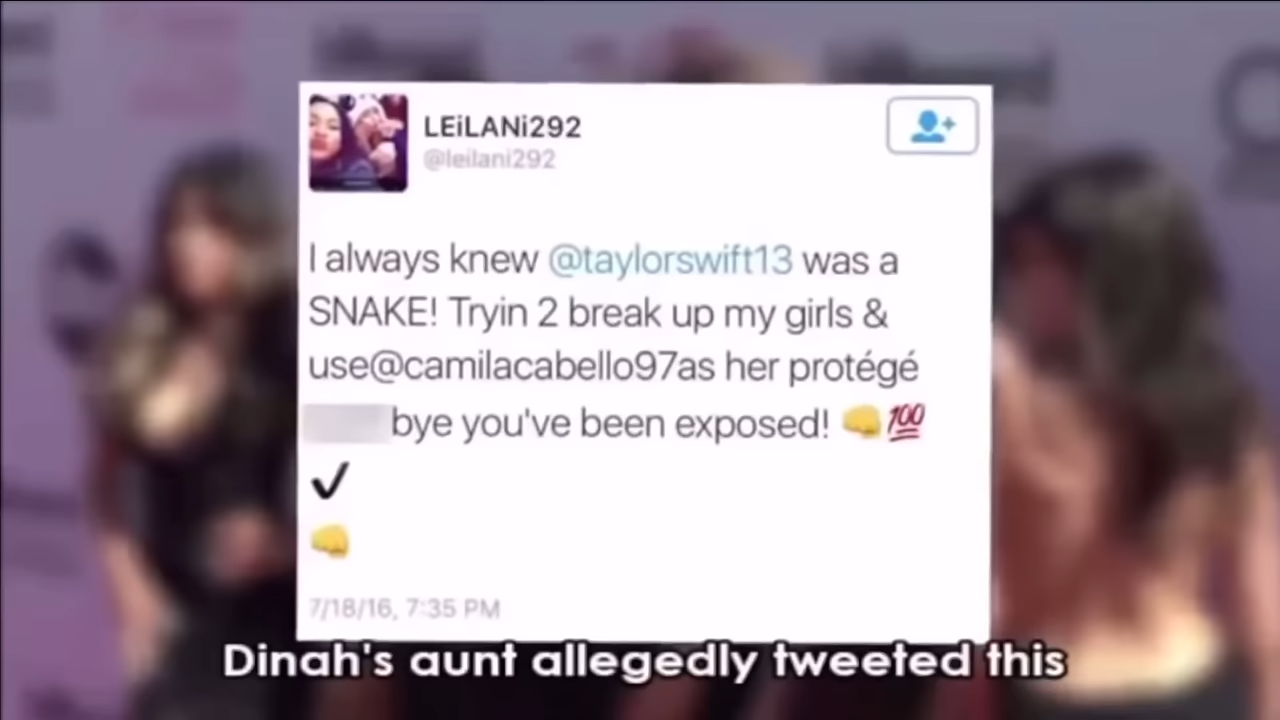 LEiLANi292
@leilani292
I always knew @taylorswift13 was a
SNAKE! Tryin 2 break up my girls &
use@camilacabello97as her protégé
bye you've been exposed! 👊💯
✔
👊
7/18/16, 7:35 PM
Dinah's aunt allegedly tweeted this